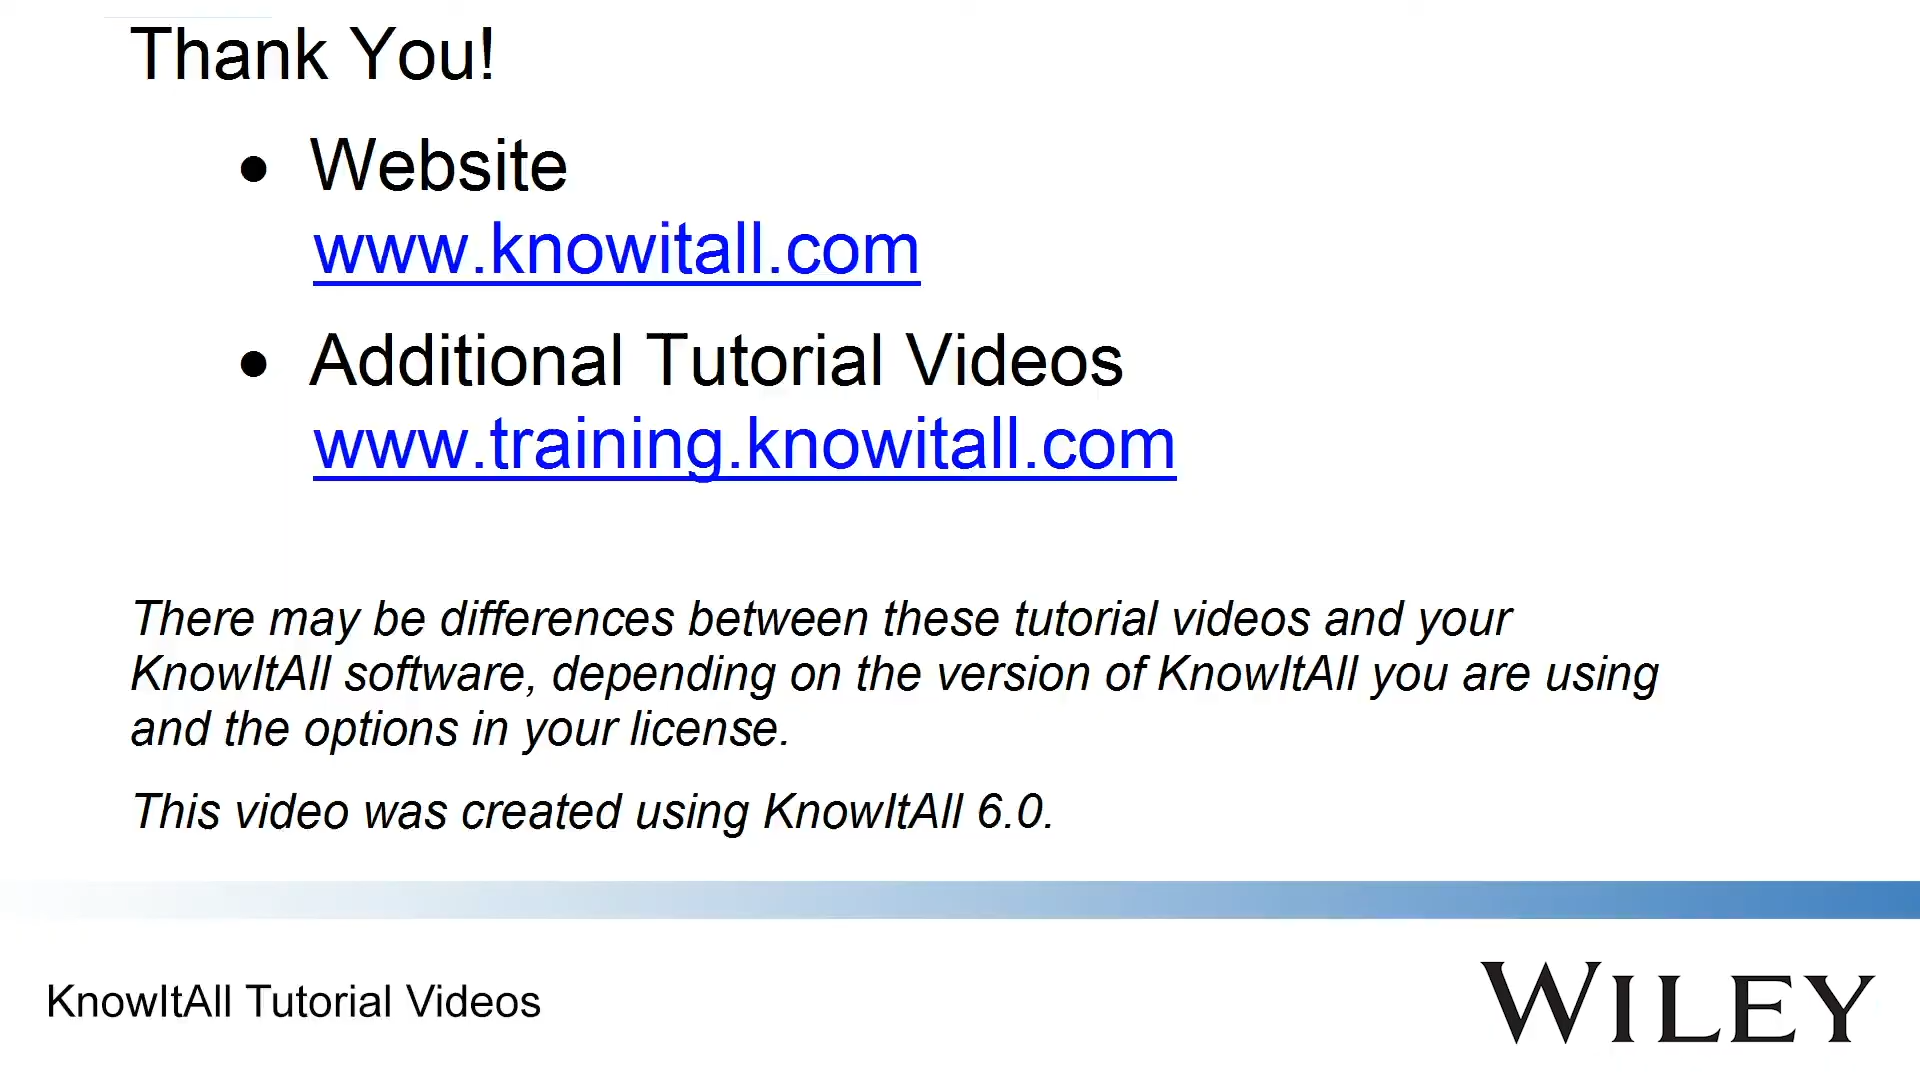 Thank You!
• Website
www.knowitall.com
• Additional Tutorial Videos
www.training.knowitall.com
There may be differences between these tutorial videos and your
KnowItAll software, depending on the version of KnowItAll you are using
and the options in your license.
This video was created using KnowItAll 6.0.
KnowItAll Tutorial Videos
WILEY